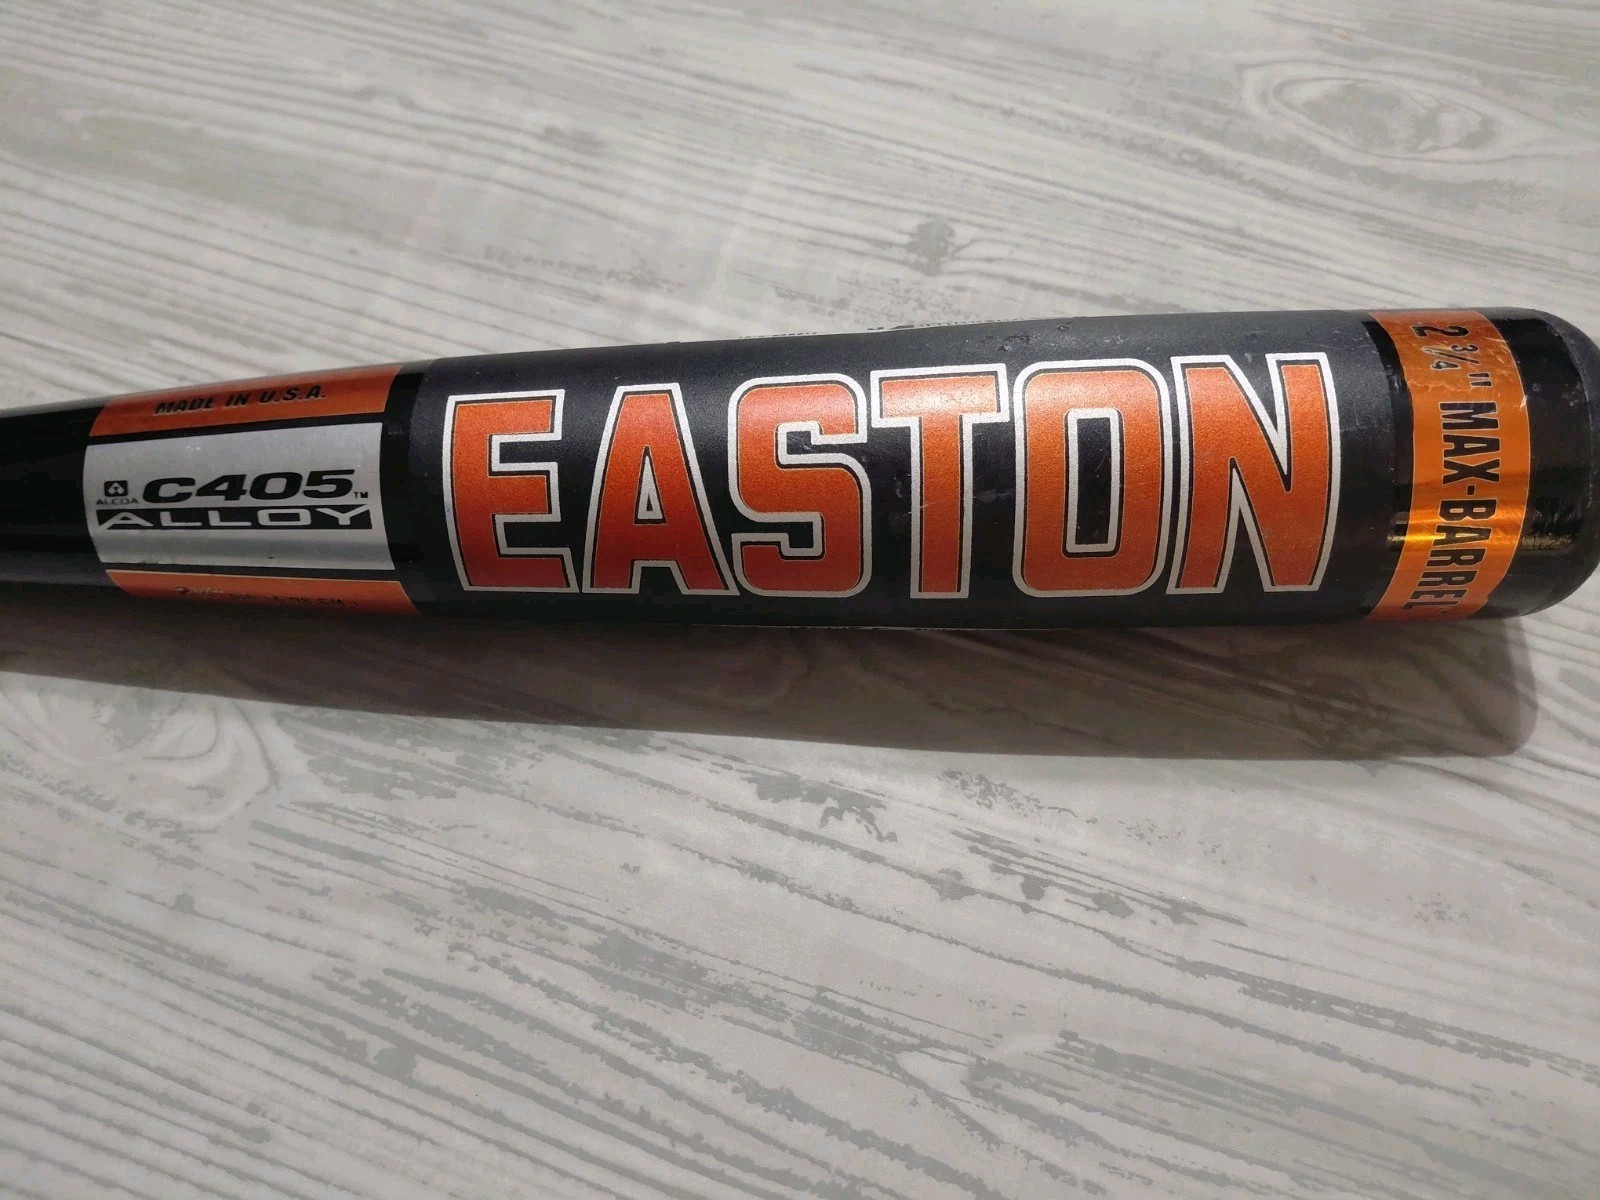 MADE IN U.S.A.
ALCOA C405™
ALLOY
EASTON
2 3/4" MAX-BARREL